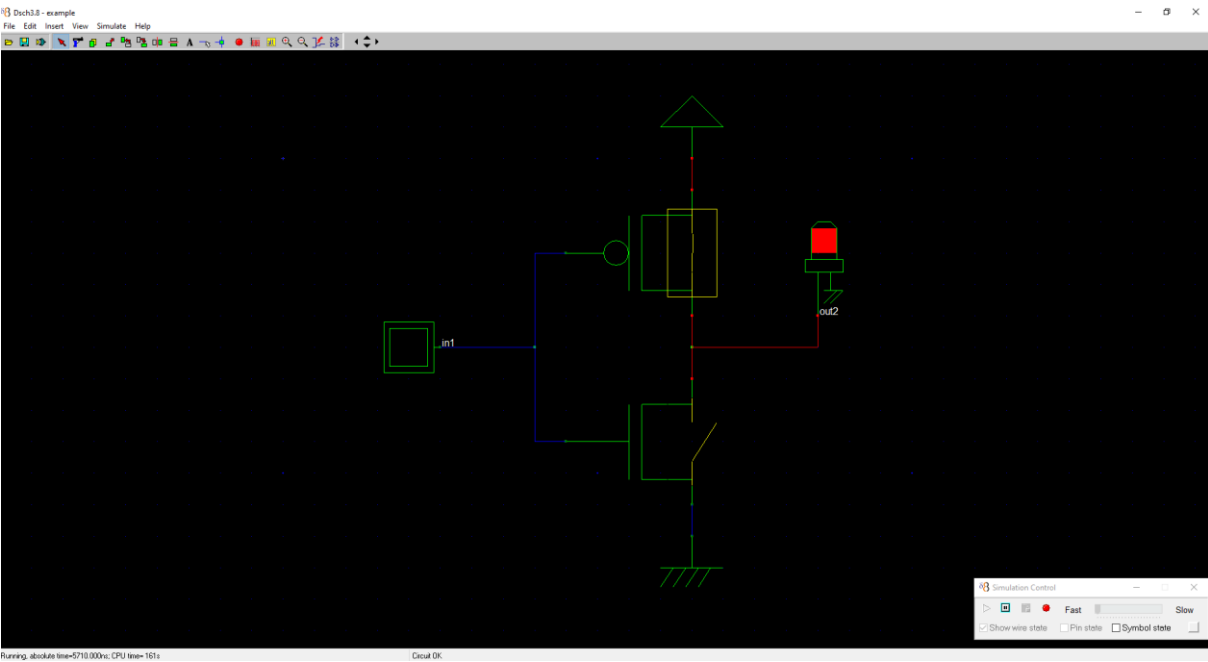 Dsch3.8 - example
File Edit Insert View Simulate Help
in1
out2
Simulation Control
Fast Slow
Show wire state Pin state Symbol state
Running, absolute time=5710.000ns; CPU time= 161s
Circuit OK